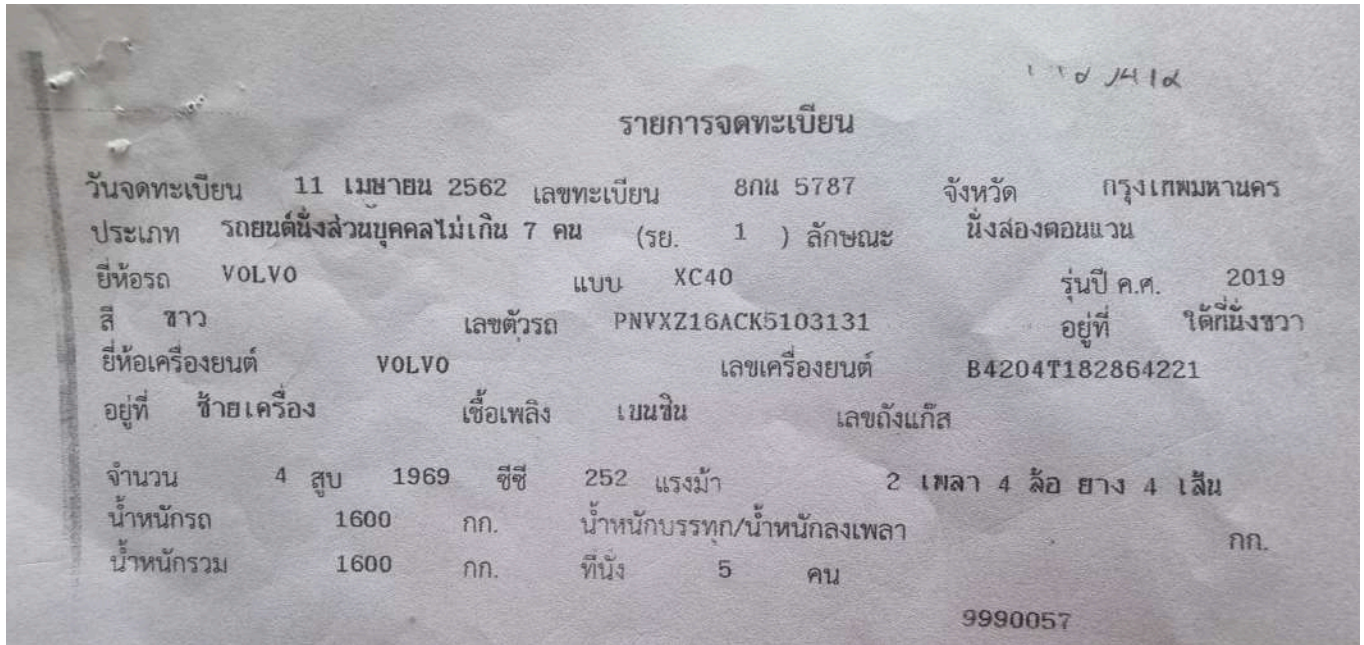 รายการจดทะเบียน
วันจดทะเบียน 11 เมษายน 2562 เลขทะเบียน 8กน 5787 จังหวัด กรุงเทพมหานคร
ประเภท รถยนต์นั่งส่วนบุคคลไม่เกิน 7 คน (รย. 1 ) ลักษณะ นั่งสองตอนแวน
ยี่ห้อรถ VOLVO แบบ XC40 รุ่นปี ค.ศ. 2019
สี ขาว เลขตัวรถ PNVXZ16ACK5103131 อยู่ที่ ใต้ที่นั่งขวา
ยี่ห้อเครื่องยนต์ VOLVO เลขเครื่องยนต์ B4204T182864221
อยู่ที่ ซ้ายเครื่อง เชื้อเพลิง เบนซิน เลขถังแก๊ส
จำนวน 4 สูบ 1969 ซีซี 252 แรงม้า 2 เพลา 4 ล้อ ยาง 4 เส้น
น้ำหนักรถ 1600 กก. น้ำหนักบรรทุก/น้ำหนักลงเพลา กก.
น้ำหนักรวม 1600 กก. ที่นั่ง 5 คน
9990057